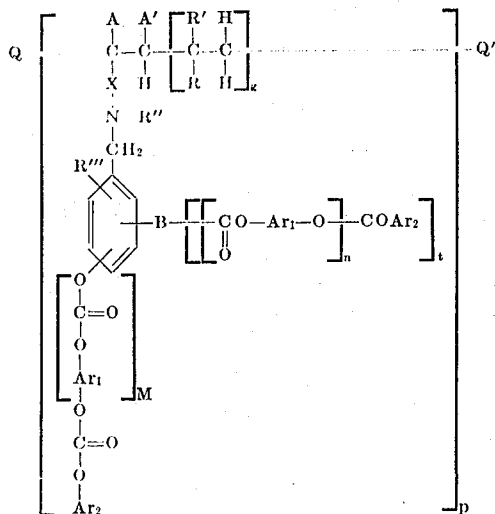 A A' R' H
Q C—C C — C Q'
X H R H g
N R''
CH2
R'''
B C O—Ar1—O COAr2
O n t
O
C=O
O
Ar1 M
O
C=O
O
Ar2 p